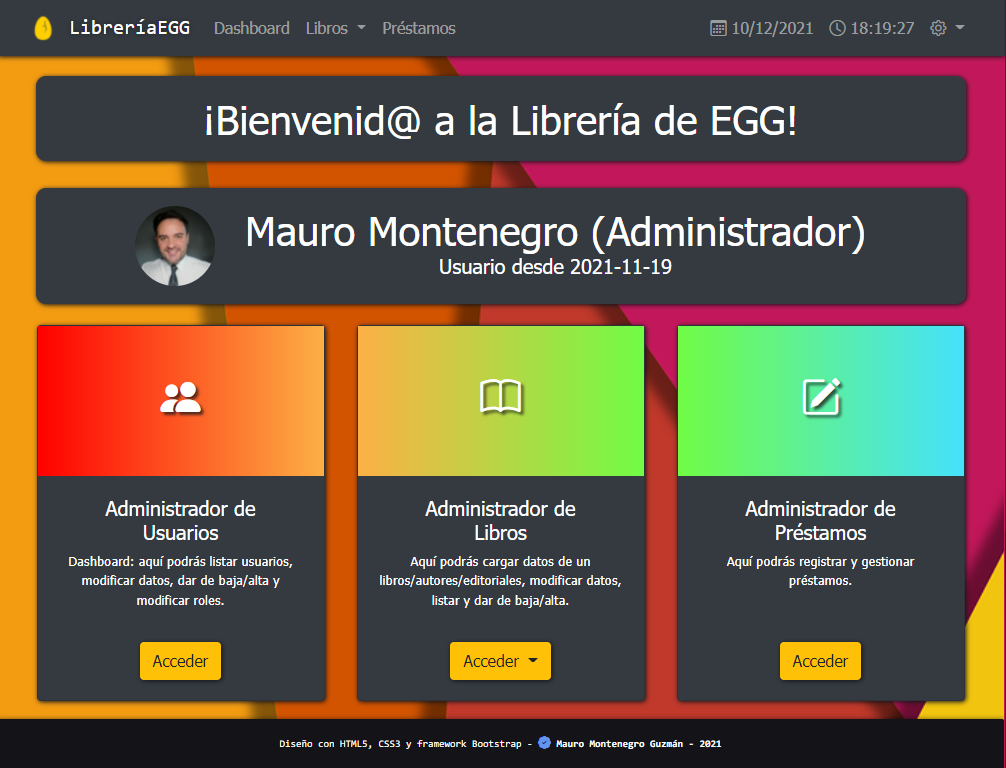 LibreríaEGG Dashboard Libros Préstamos 10/12/2021 18:19:27
¡Bienvenid@ a la Librería de EGG!
Mauro Montenegro (Administrador)
Usuario desde 2021-11-19
Administrador de
Usuarios
Dashboard: aquí podrás listar usuarios,
modificar datos, dar de baja/alta y
modificar roles.
Acceder
Administrador de
Libros
Aquí podrás cargar datos de un
libros/autores/editoriales, modificar datos,
listar y dar de baja/alta.
Acceder
Administrador de
Préstamos
Aquí podrás registrar y gestionar
préstamos.
Acceder
Diseño con HTML5, CSS3 y framework Bootstrap - Mauro Montenegro Guzmán - 2021